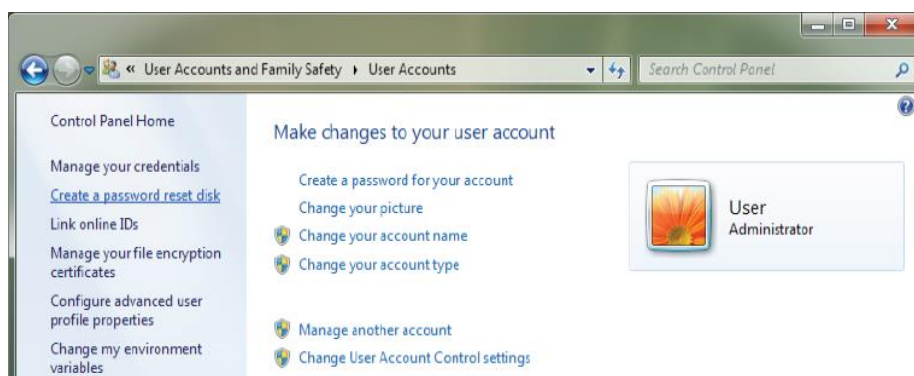 « User Accounts and Family Safety User Accounts
Search Control Panel
Control Panel Home
Manage your credentials
Create a password reset disk
Link online IDs
Manage your file encryption
certificates
Configure advanced user
profile properties
Change my environment
variables
Make changes to your user account
Create a password for your account
Change your picture
Change your account name
Change your account type
Manage another account
Change User Account Control settings
User
Administrator